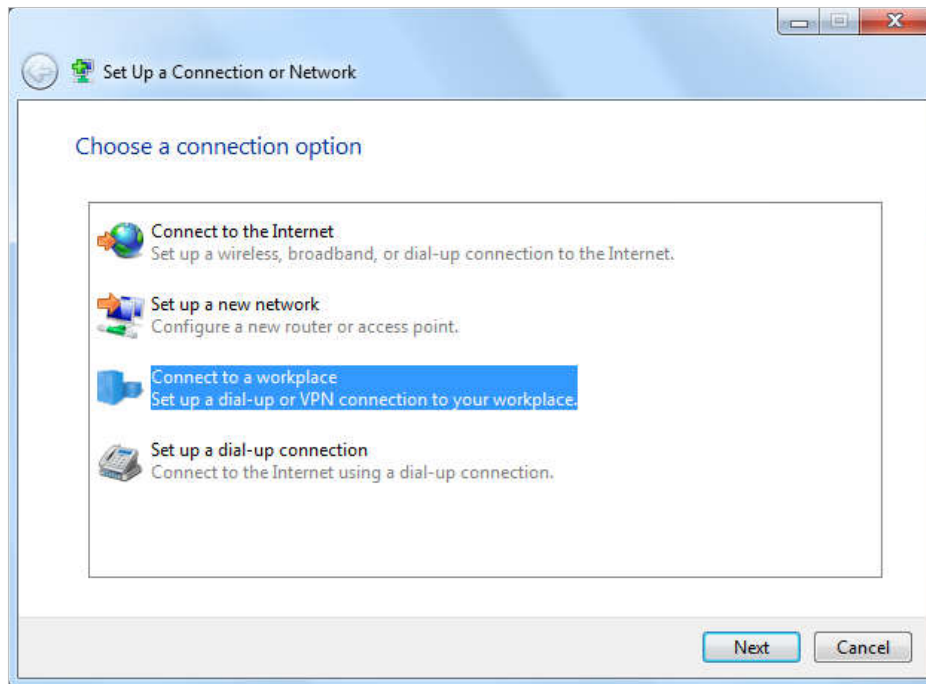 Set Up a Connection or Network
Choose a connection option
Connect to the Internet
Set up a wireless, broadband, or dial-up connection to the Internet.
Set up a new network
Configure a new router or access point.
Connect to a workplace
Set up a dial-up or VPN connection to your workplace.
Set up a dial-up connection
Connect to the Internet using a dial-up connection.
Next Cancel